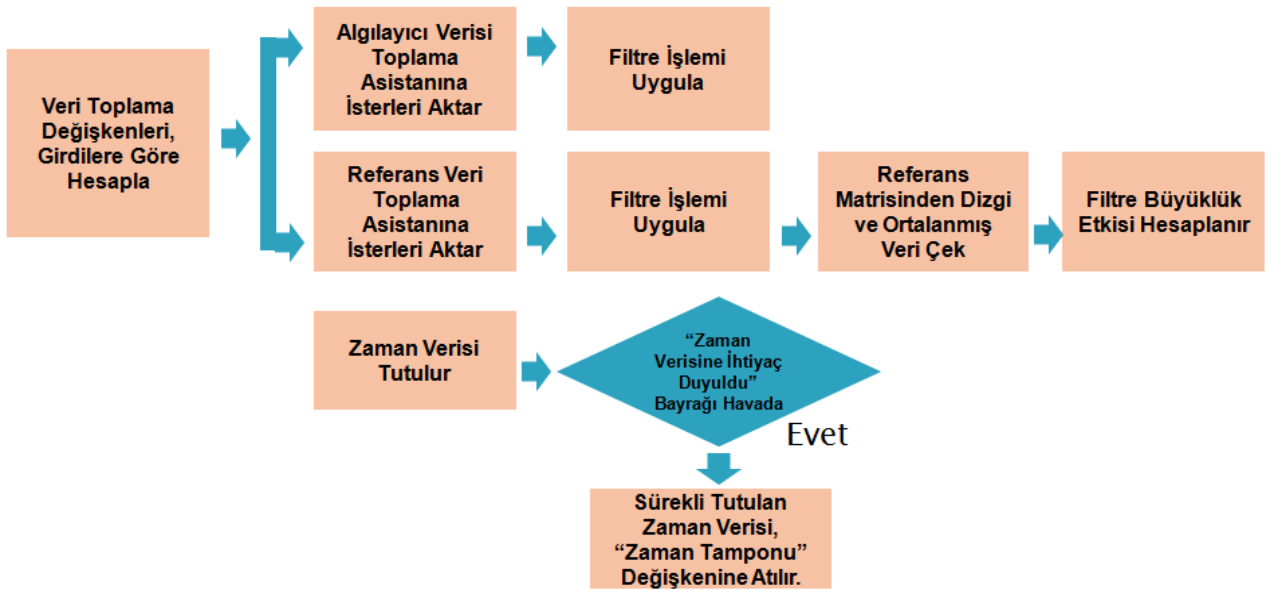 Veri Toplama
Değişkenleri,
Girdilere Göre
Hesapla
Algılayıcı Verisi
Toplama
Asistanına
İsterleri Aktar
Filtre İşlemi
Uygula
Referans Veri
Toplama
Asistanına
İsterleri Aktar
Filtre İşlemi
Uygula
Referans
Matrisinden Dizgi
ve Ortalanmış
Veri Çek
Filtre Büyüklük
Etkisi Hesaplanır
Zaman Verisi
Tutulur
“Zaman
Verisine İhtiyaç
Duyuldu”
Bayrağı Havada
Evet
Sürekli Tutulan
Zaman Verisi,
“Zaman Tamponu”
Değişkenine Atılır.